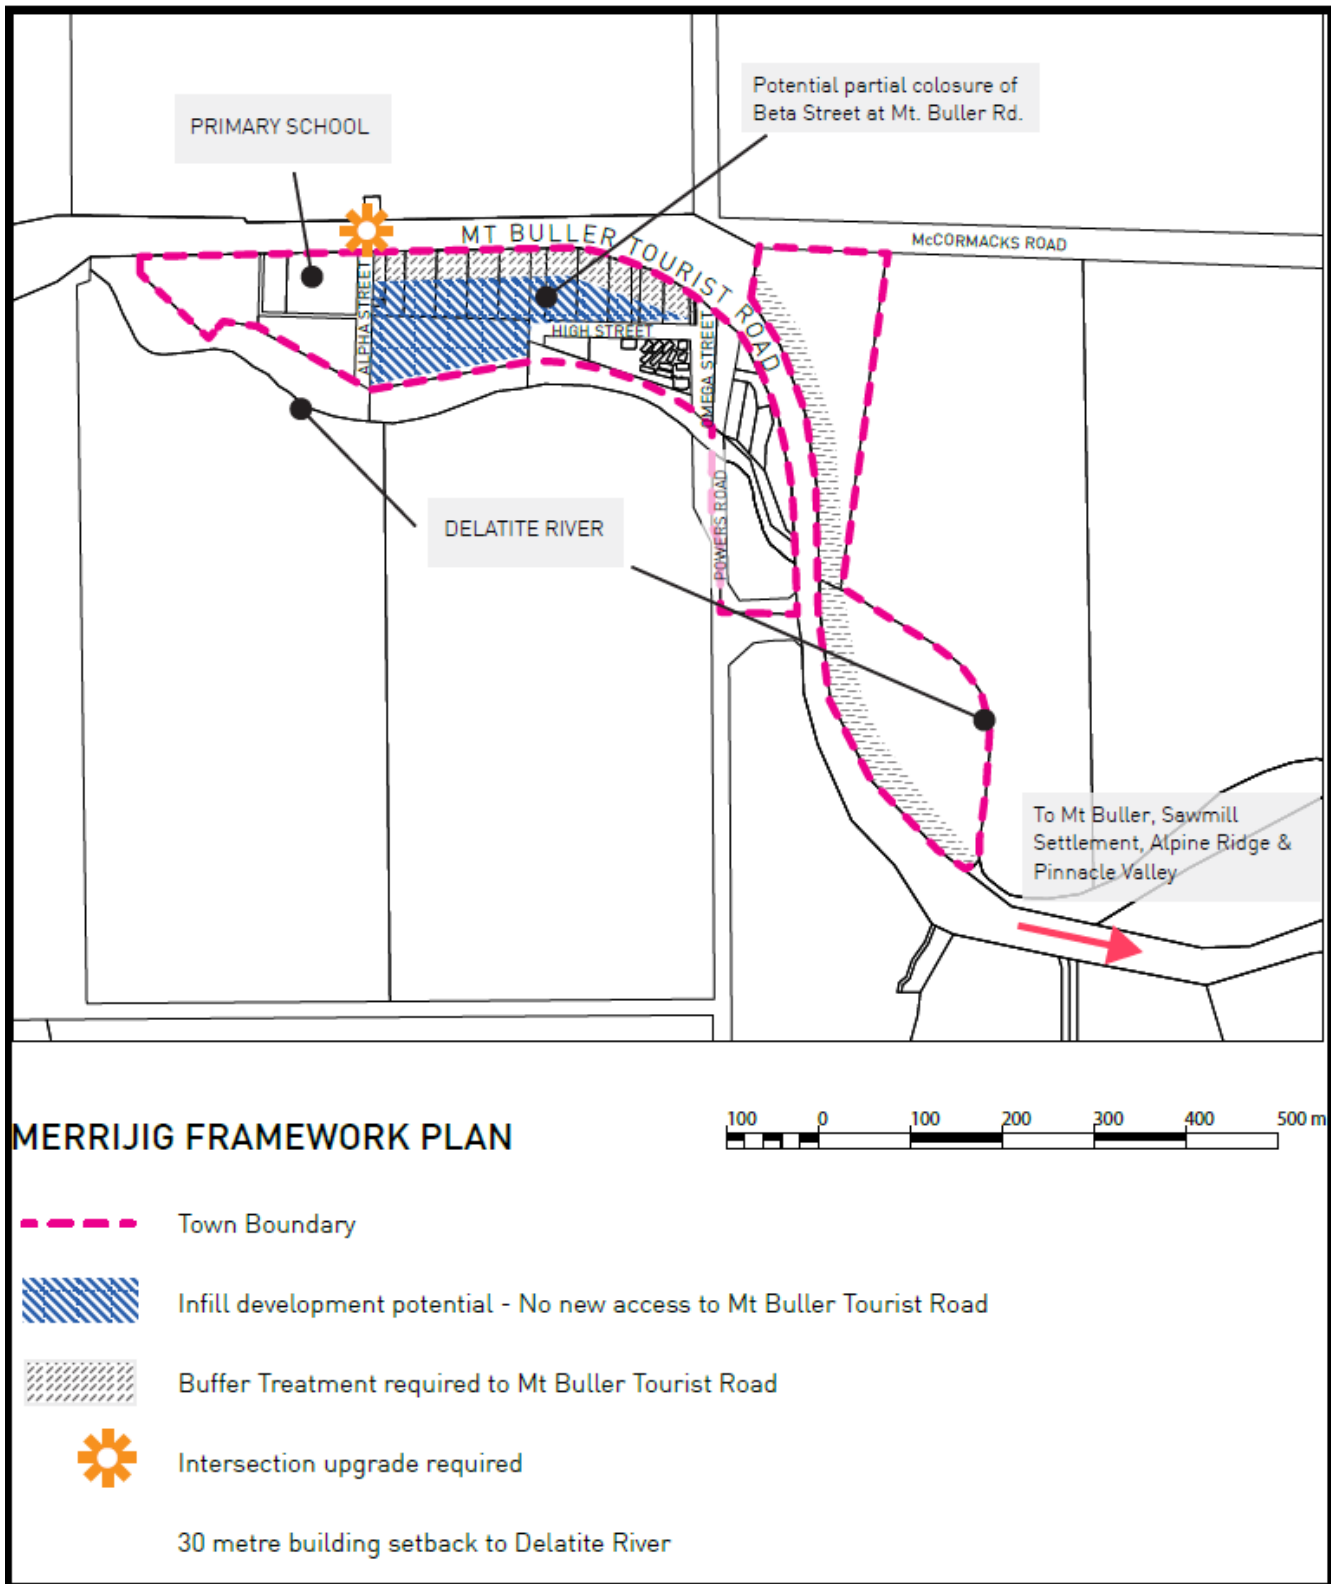 PRIMARY SCHOOL
Potential partial colosure of
Beta Street at Mt. Buller Rd.
MT BULLER TOURIST ROAD
McCORMACKS ROAD
ALPHA STREET
HIGH STREET
OMEGA STREET
POWERS ROAD
DELATITE RIVER
To Mt Buller, Sawmill
Settlement, Alpine Ridge &
Pinnacle Valley
MERRIJIG FRAMEWORK PLAN
100 0 100 200 300 400 500 m
Town Boundary
Infill development potential - No new access to Mt Buller Tourist Road
Buffer Treatment required to Mt Buller Tourist Road
Intersection upgrade required
30 metre building setback to Delatite River